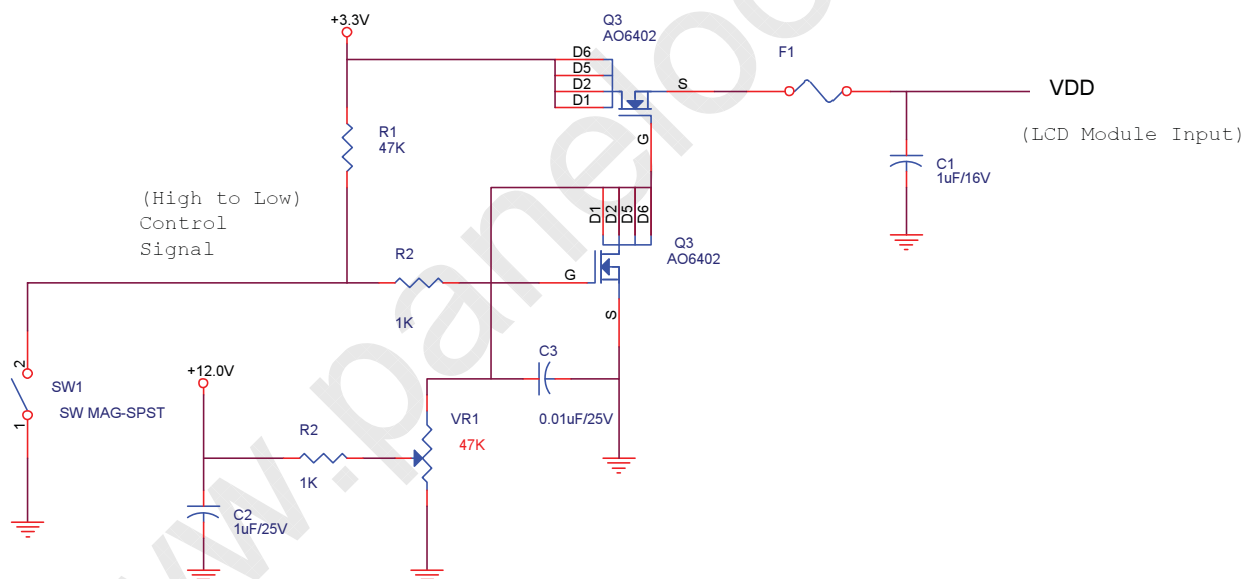 +3.3V
Q3
AO6402
D6
D5
D2
D1
S
G
F1
VDD
(LCD Module Input)
R1
47K
C1
1uF/16V
(High to Low)
Control
Signal
D1
D2
D5
D6
Q3
AO6402
R2
G
1K
S
2
SW1
SW MAG-SPST
1
+12.0V
C3
0.01uF/25V
R2
1K
VR1
47K
C2
1uF/25V
www.paneloo